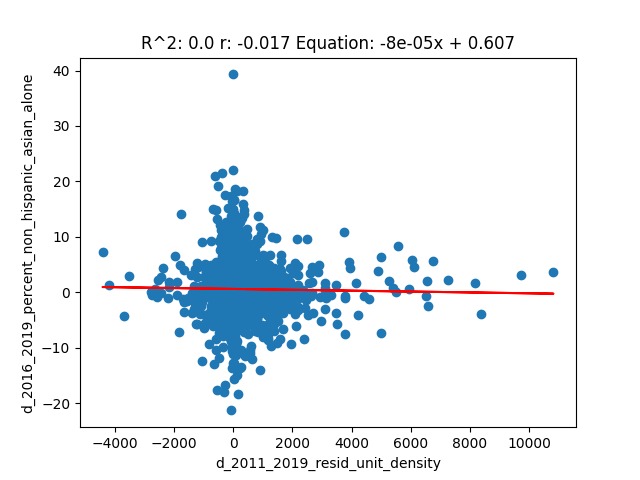 R^2: 0.0 r: -0.017 Equation: -8e-05x + 0.607
d_2016_2019_percent_non_hispanic_asian_alone
40
30
20
10
0
−10
−20
−4000 −2000 0 2000 4000 6000 8000 10000
d_2011_2019_resid_unit_density